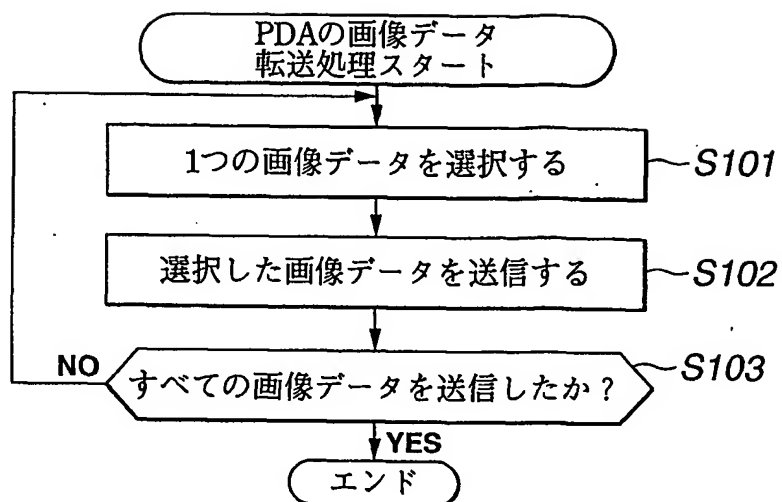 PDAの画像データ
転送処理スタート
1つの画像データを選択する
S101
選択した画像データを送信する
S102
すべての画像データを送信したか？
S103
NO
YES
エンド